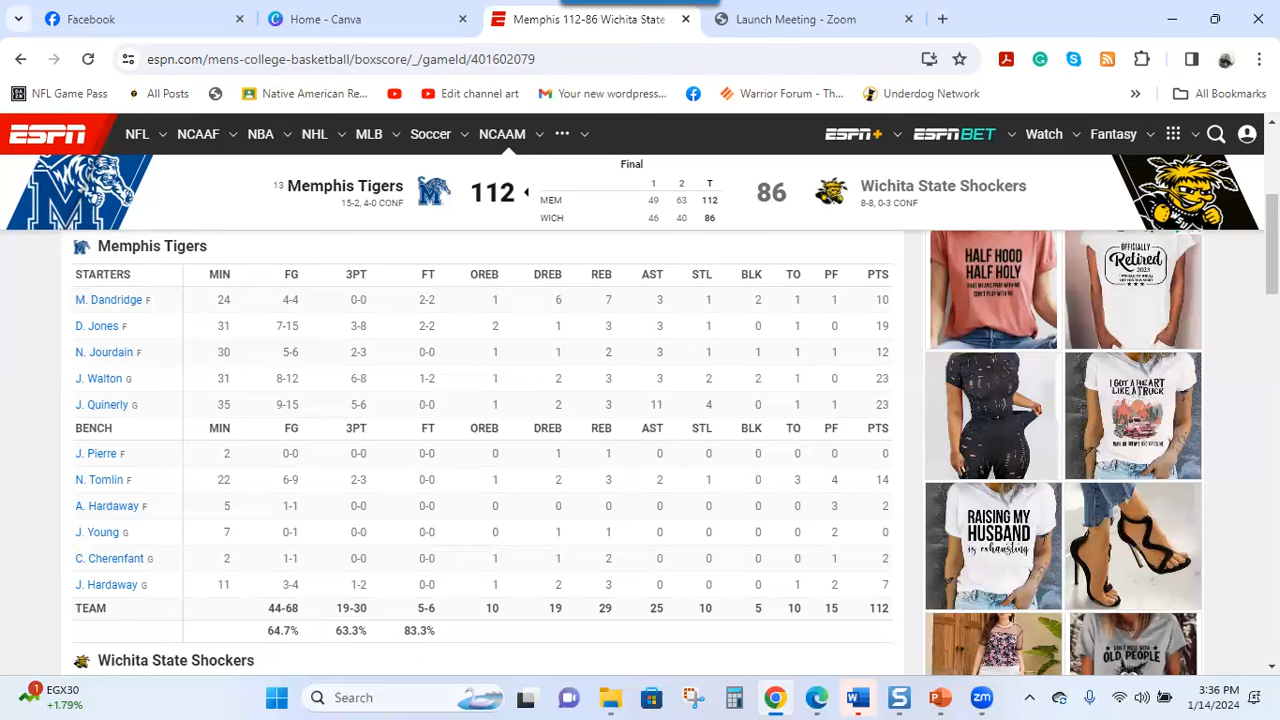 Facebook
Home - Canva
Memphis 112-86 Wichita State
Launch Meeting - Zoom
espn.com/mens-college-basketball/boxscore/_/gameId/401602079
NFL Game Pass
All Posts
Native American Re...
Edit channel art
Your new wordpress...
Warrior Forum - Th...
Underdog Network
All Bookmarks
ESPN
NFL
NCAAF
NBA
NHL
MLB
Soccer
NCAAM
ESPN+
ESPN BET
Watch
Fantasy
Final
13 Memphis Tigers
15-2, 4-0 CONF
112
1 2 T
MEM 49 63 112
WICH 46 40 86
86
Wichita State Shockers
8-8, 0-3 CONF
Memphis Tigers
STARTERS MIN FG 3PT FT OREB DREB REB AST STL BLK TO PF PTS
M. Dandridge F 24 4-9 0-0 2-2 1 6 7 3 1 2 1 1 10
D. Jones F 31 7-15 3-8 2-2 2 1 3 3 1 0 1 0 19
N. Jourdain F 30 5-6 2-3 0-0 1 1 2 3 1 1 1 1 12
J. Walton G 31 8-12 6-8 1-2 1 2 3 3 2 2 1 0 23
J. Quinerly G 35 9-15 5-6 0-0 1 2 3 11 4 0 1 1 23
BENCH MIN FG 3PT FT OREB DREB REB AST STL BLK TO PF PTS
J. Pierre F 2 0-0 0-0 0-0 0 1 1 0 0 0 0 0 0
N. Tomlin F 22 6-9 2-3 0-0 1 2 3 2 1 0 4 14
A. Hardaway F 5 1-1 0-0 0-0 0 0 0 0 0 0 0 3 2
J. Young G 7 0-1 0-0 0-0 0 1 1 0 0 0 2 0
C. Cherenfant G 2 1-1 0-0 0-0 1 1 2 0 0 0 0 1 2
J. Hardaway G 11 3-4 1-2 0-0 1 2 3 0 0 0 1 2 7
TEAM 44-68 19-30 5-6 10 19 29 25 10 5 10 15 112
64.7% 63.3% 83.3%
Wichita State Shockers
HALF HOOD
HALF HOLY
OFFICIALLY
Retired
2023
I GOT A HEART
LIKE A TRUCK
RAISING MY
HUSBAND
is exhausting
DON'T MESS WITH
OLD PEOPLE
1
EGX30
+1.79%
Search
3:36 PM
1/14/2024